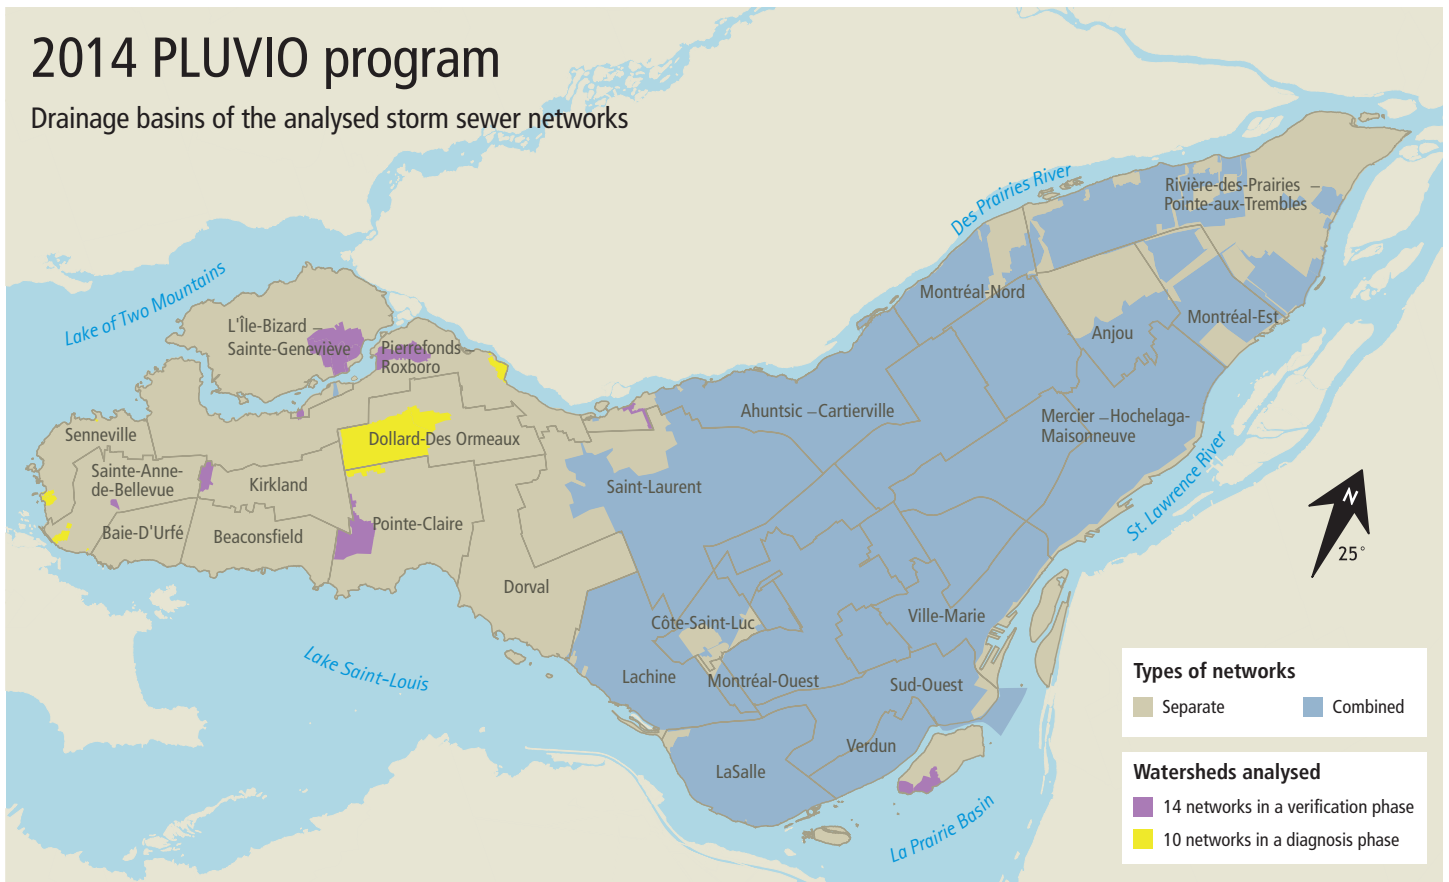 2014 PLUVIO program
Drainage basins of the analysed storm sewer networks
Des Prairies River
Rivière-des-Prairies –
Pointe-aux-Trembles
Lake of Two Mountains
Montréal-Nord
Montréal-Est
L'Île-Bizard –
Sainte-Geneviève
Anjou
Pierrefonds –
Roxboro
Ahuntsic – Cartierville
Mercier – Hochelaga-
Maisonneuve
Senneville
Dollard-Des Ormeaux
Sainte-Anne-
de-Bellevue
Kirkland
Saint-Laurent
St. Lawrence River
N
25°
Baie-D'Urfé
Beaconsfield
Pointe-Claire
Dorval
Côte-Saint-Luc
Ville-Marie
Lake Saint-Louis
Lachine
Montréal-Ouest
Sud-Ouest
Verdun
LaSalle
La Prairie Basin
Types of networks
Separate
Combined
Watersheds analysed
14 networks in a verification phase
10 networks in a diagnosis phase